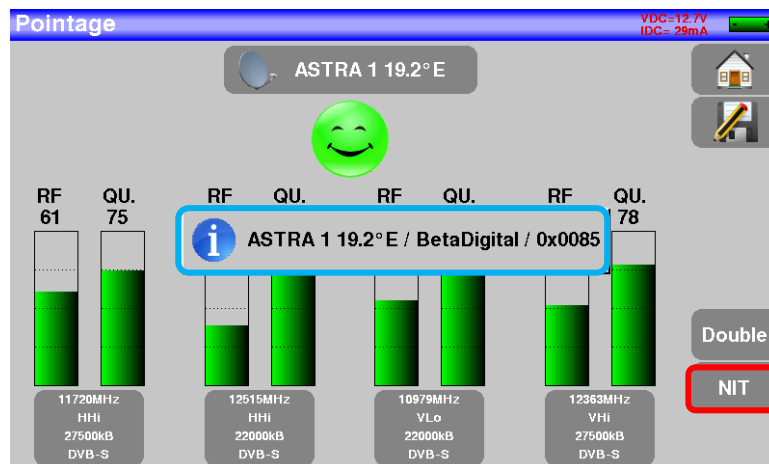 Pointage
VDC=12.7V
IDC= 29mA
ASTRA 1 19.2°E
RF QU. RF QU. RF QU. RF QU.
61 75 78
ASTRA 1 19.2°E / BetaDigital / 0x0085
Double
NIT
11720MHz 12515MHz 10979MHz 12363MHz
HHi HHi VLo VHi
27500kB 22000kB 22000kB 27500kB
DVB-S DVB-S DVB-S DVB-S